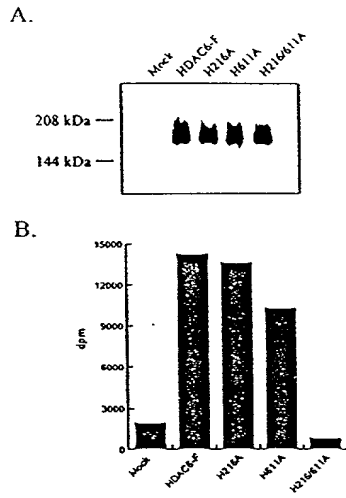 A.
Mock HDAC6-F H216A H611A H216/611A
208 kDa
144 kDa
B.
15000
12000
9000
6000
3000
0
dpm
Mock HDAC6-F H216A H611A H216/611A